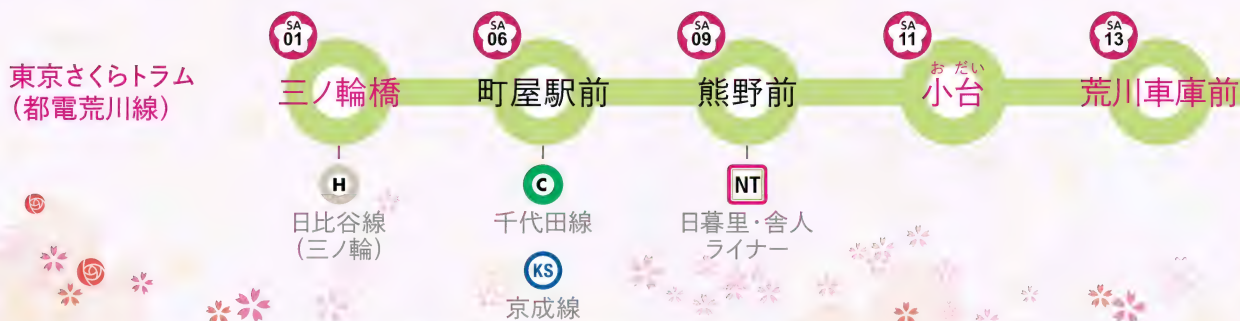 東京さくらトラム
(都電荒川線)
SA
01
三ノ輪橋
H
日比谷線
(三ノ輪)
SA
06
町屋駅前
C
千代田線
KS
京成線
SA
09
熊野前
NT
日暮里・舎人
ライナー
SA
11
おだい
小台
SA
13
荒川車庫前